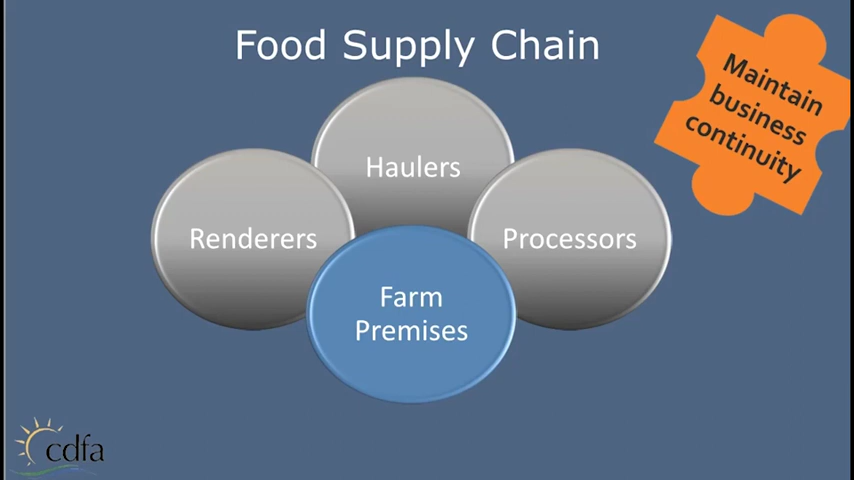 Food Supply Chain
Maintain
business
continuity
Haulers
Renderers
Processors
Farm
Premises
cdfa